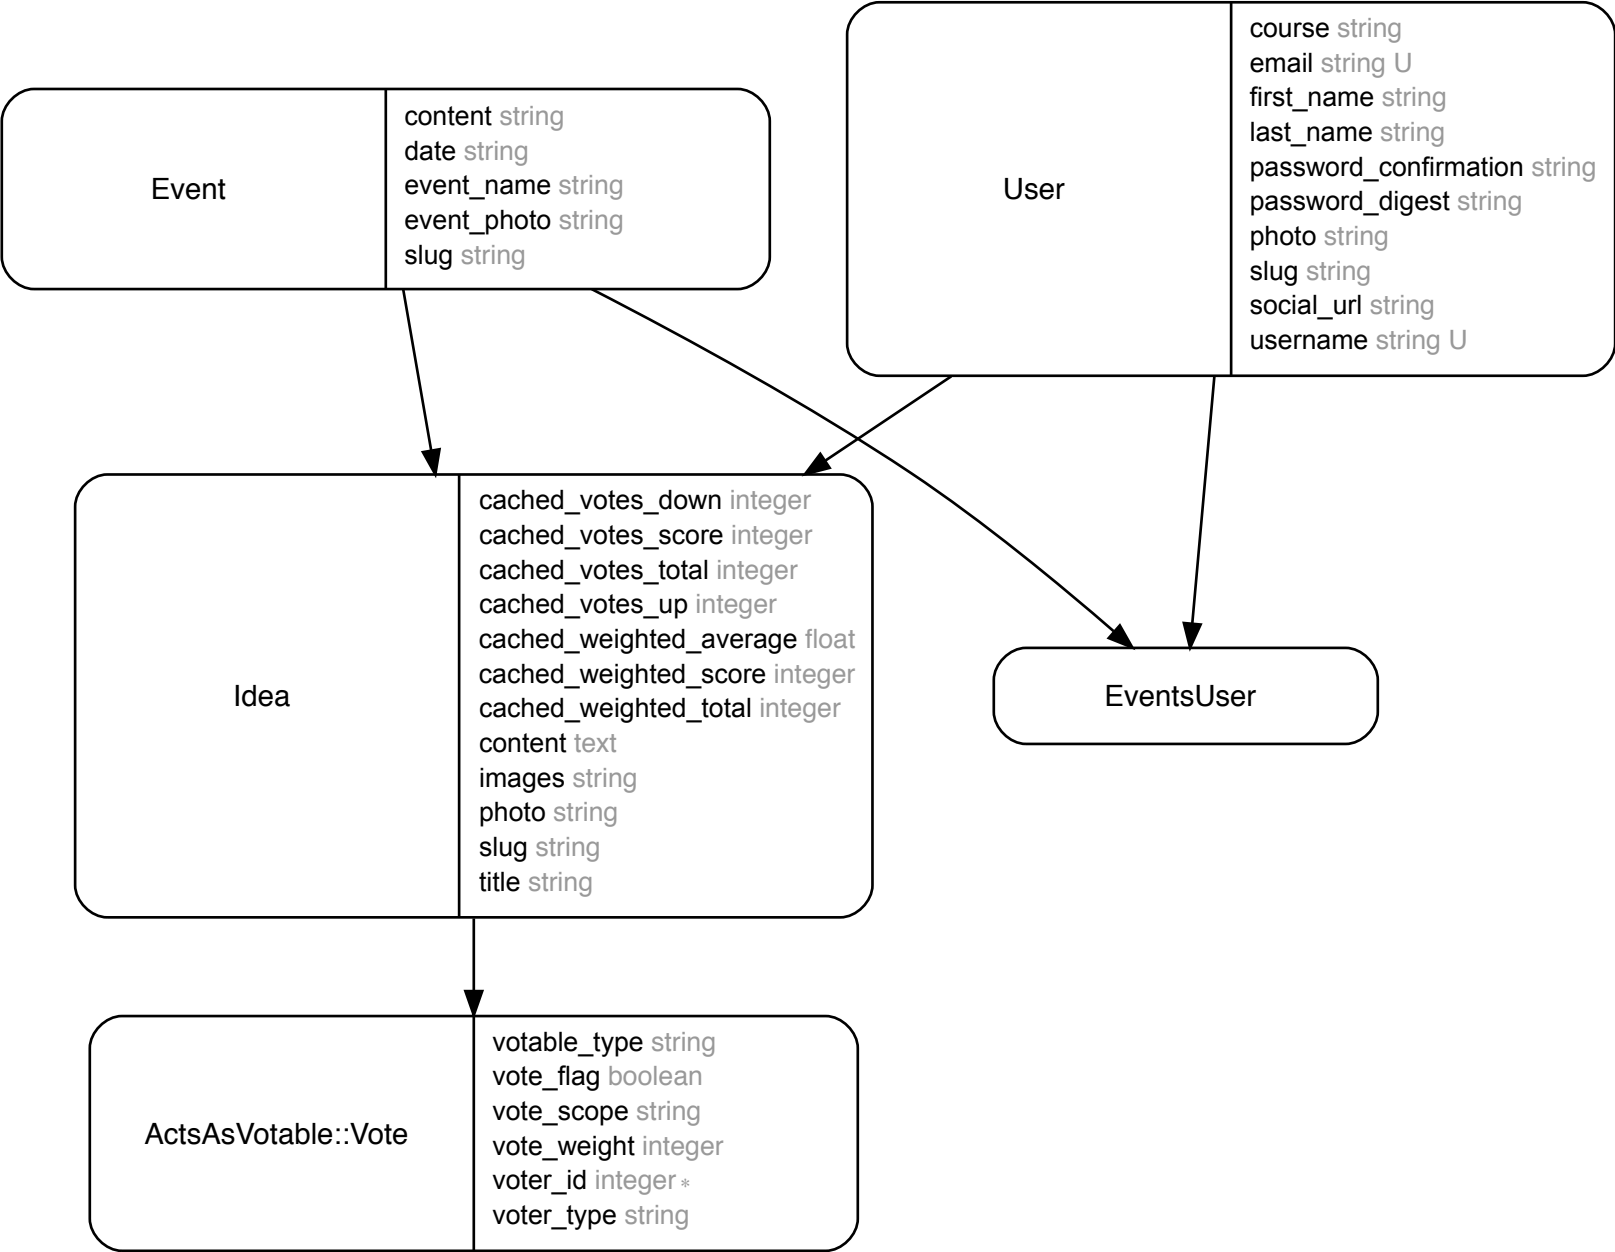 Event
content string
date string
event_name string
event_photo string
slug string
User
course string
email string U
first_name string
last_name string
password_confirmation string
password_digest string
photo string
slug string
social_url string
username string U
Idea
cached_votes_down integer
cached_votes_score integer
cached_votes_total integer
cached_votes_up integer
cached_weighted_average float
cached_weighted_score integer
cached_weighted_total integer
content text
images string
photo string
slug string
title string
EventsUser
ActsAsVotable::Vote
votable_type string
vote_flag boolean
vote_scope string
vote_weight integer
voter_id integer *
voter_type string